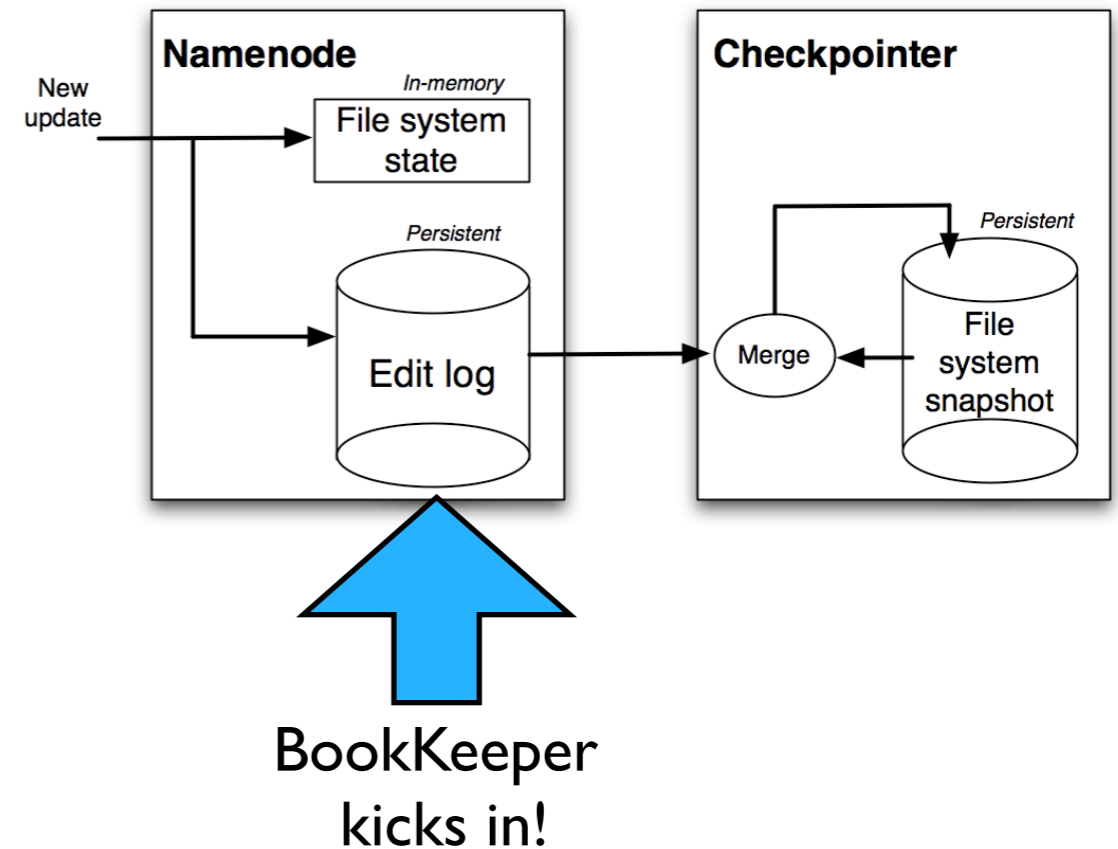 Namenode
Checkpointer
New
update
In-memory
File system
state
Persistent
Edit log
Merge
Persistent
File
system
snapshot
BookKeeper
kicks in!